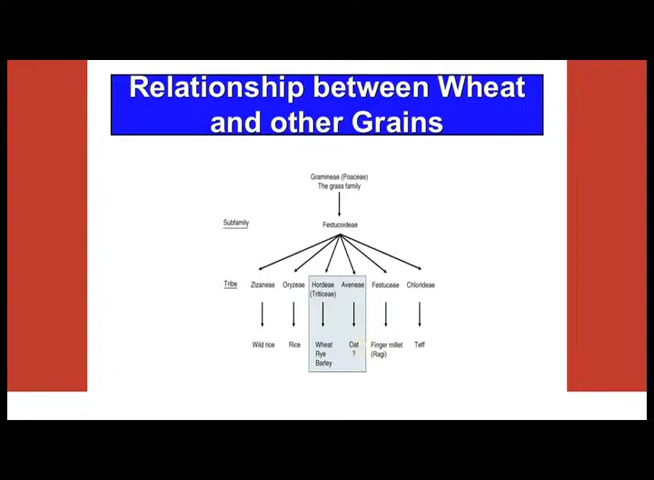 Relationship between Wheat
and other Grains
Gramineae (Poaceae)
The grass family
Subfamily
Festucoideae
Tribe Zizaneae Oryzeae Hordeae Aveneae Festuceae Chlorideae
(Triticeae)
Wild rice Rice Wheat Oat Finger millet Teff
Rye ? (Ragi)
Barley